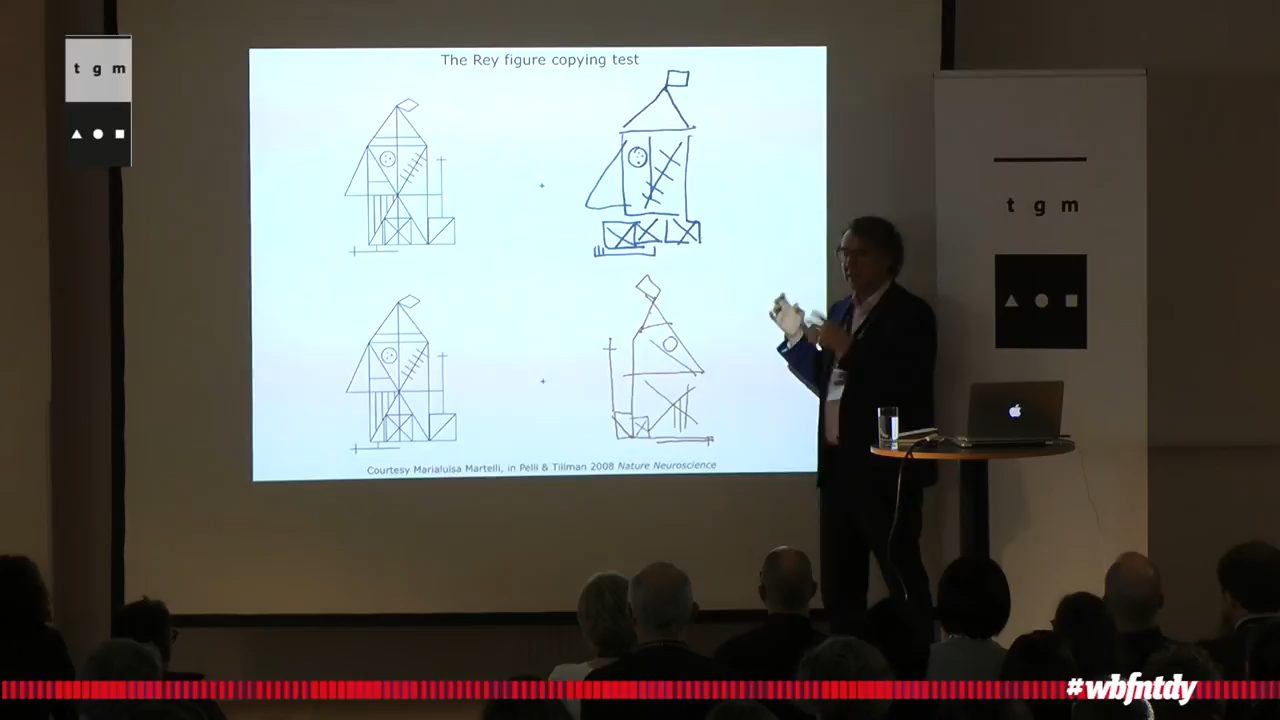 t g m
The Rey figure copying test
t g m
Courtesy Marialuisa Martelli, in Pelli & Tillman 2008 Nature Neuroscience
#wbfntdy